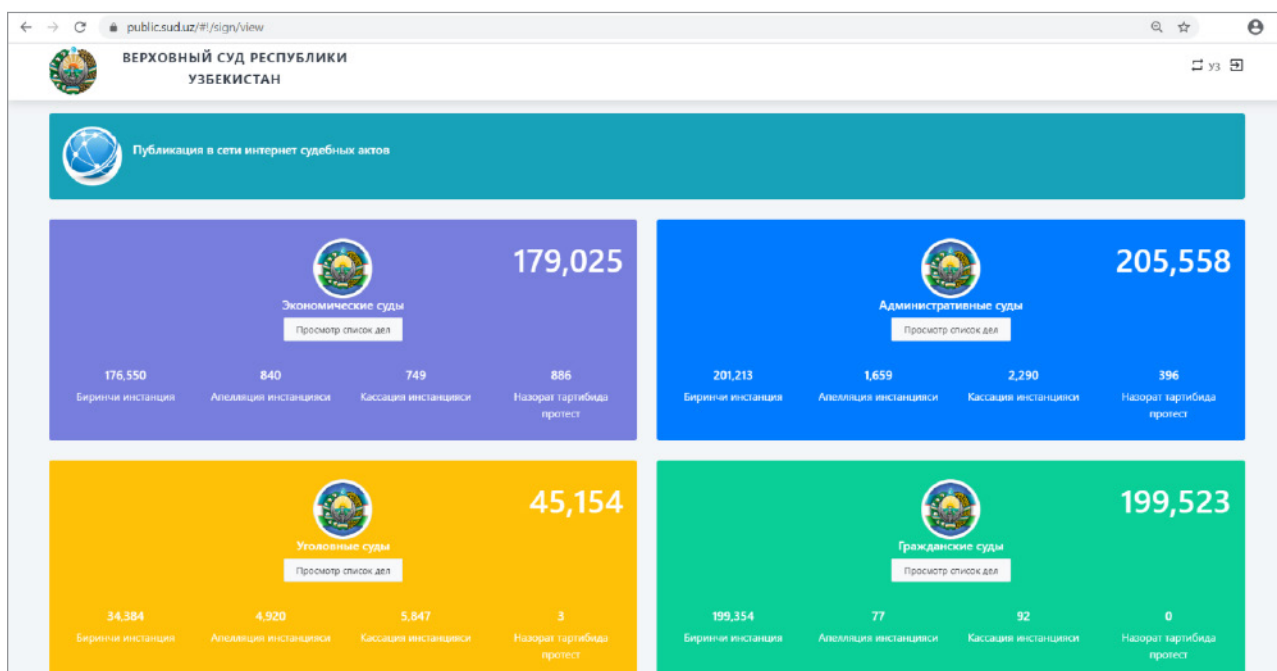 public.sud.uz/#!/sign/view
ВЕРХОВНЫЙ СУД РЕСПУБЛИКИ
УЗБЕКИСТАН
УЗ
Публикация в сети интернет судебных актов
179,025
Экономические суды
Просмотр список дел
176,550 840 749 886
Биринчи инстанция Апелляция инстанцияси Кассация инстанцияси Назорат тартибида
протест
205,558
Административные суды
Просмотр список дел
201,213 1,659 2,290 396
Биринчи инстанция Апелляция инстанцияси Кассация инстанцияси Назорат тартибида
протест
45,154
Уголовные суды
Просмотр список дел
34,384 4,920 5,847 3
Биринчи инстанция Апелляция инстанцияси Кассация инстанцияси Назорат тартибида
протест
199,523
Гражданские суды
Просмотр список дел
199,354 77 92 0
Биринчи инстанция Апелляция инстанцияси Кассация инстанцияси Назорат тартибида
протест